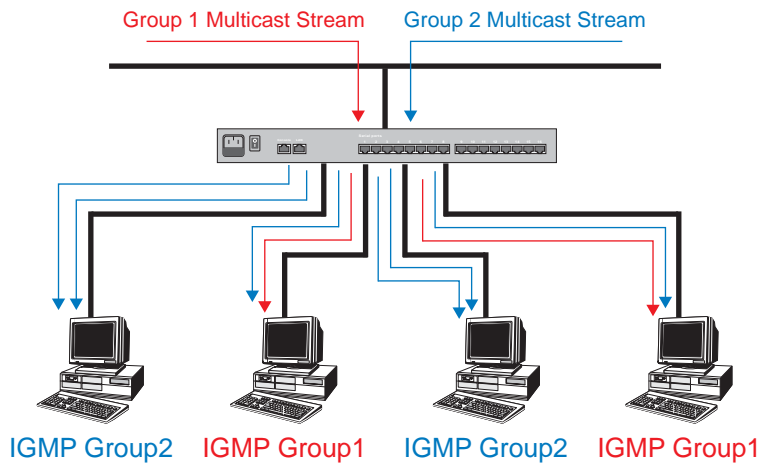 Group 1 Multicast Stream
Group 2 Multicast Stream
IGMP Group2
IGMP Group1
IGMP Group2
IGMP Group1